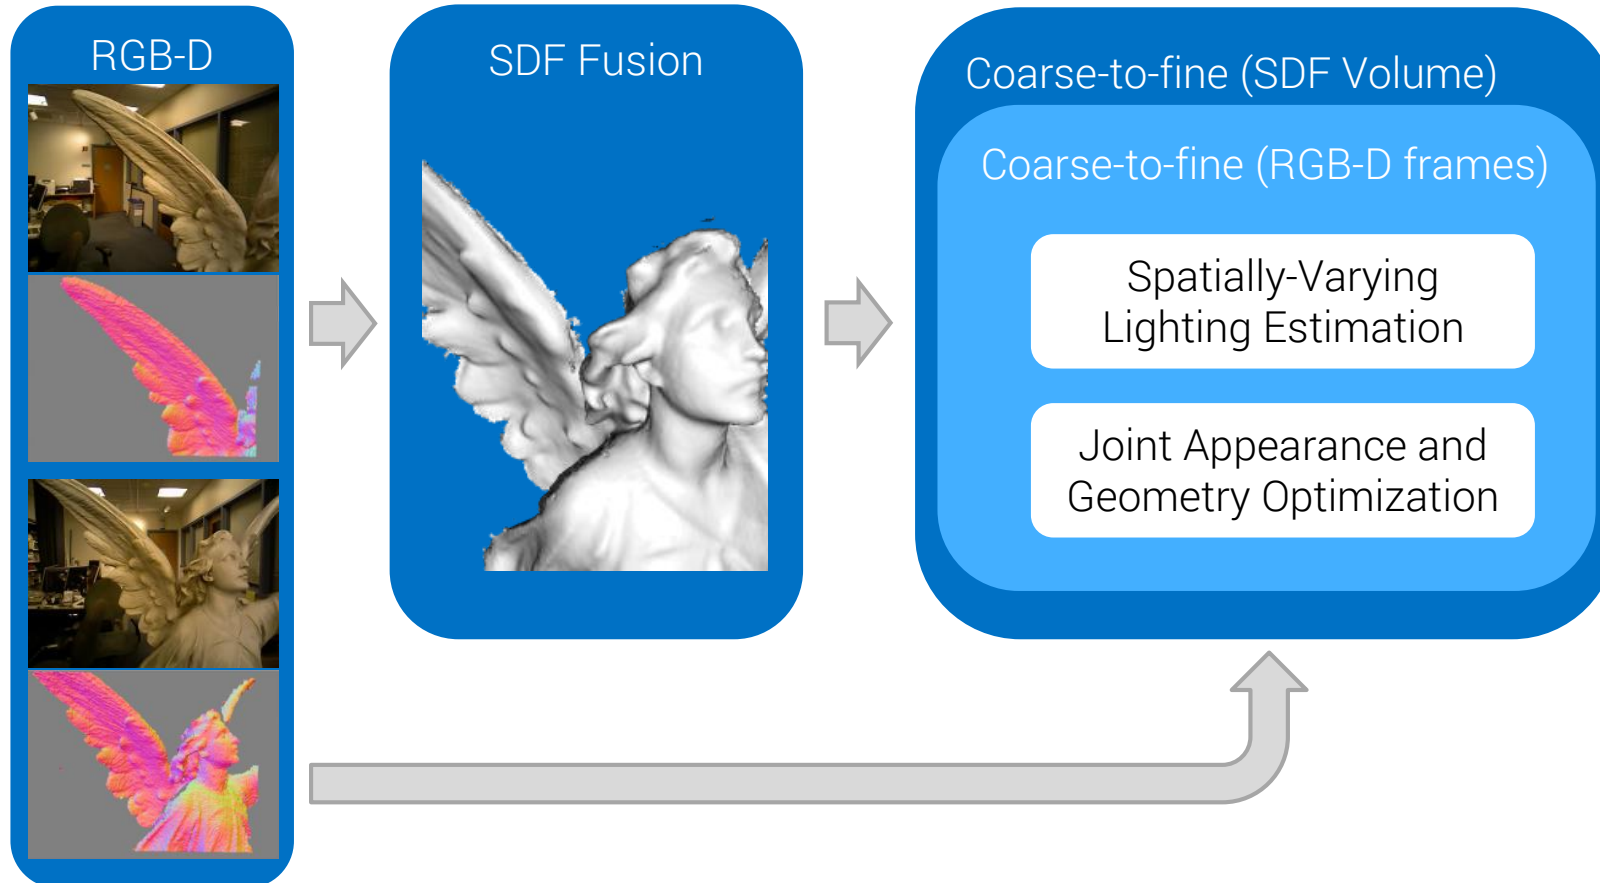 RGB-D
SDF Fusion
Coarse-to-fine (SDF Volume)
Coarse-to-fine (RGB-D frames)
Spatially-Varying
Lighting Estimation
Joint Appearance and
Geometry Optimization